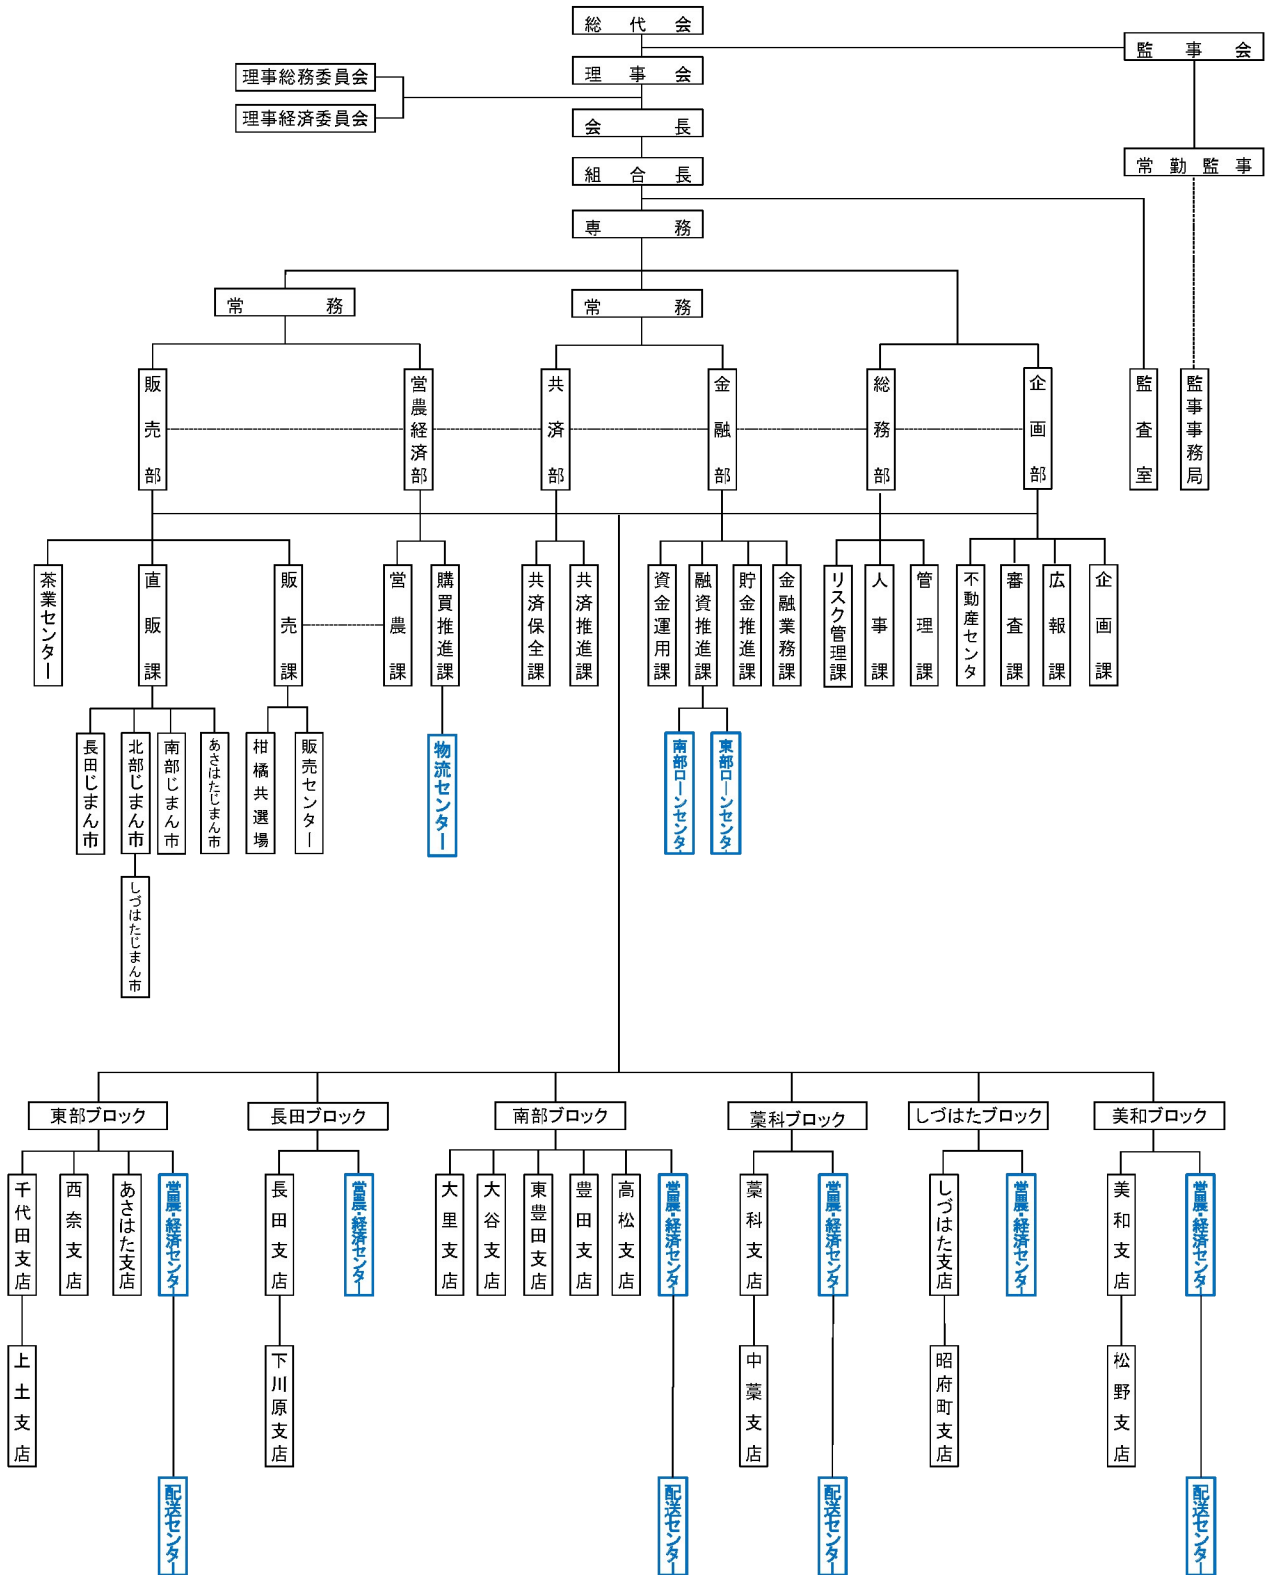 総代会
監事会
理事会
理事総務委員会
理事経済委員会
会長
常勤監事
組合長
専務
常務
常務
販売部
営農経済部
共済部
金融部
総務部
企画部
監査室
監事事務局
茶業センター
直販課
販売課
営農課
購買推進課
共済保全課
共済推進課
資金運用課
融資推進課
貯金推進課
金融業務課
リスク管理課
人事課
管理課
不動産センタ
審査課
広報課
企画課
長田じまん市
北部じまん市
南部じまん市
あさはたじまん市
柑橘共選場
販売センター
物流センター
南部ローンセンター
東部ローンセンター
しづはたじまん市
東部ブロック
長田ブロック
南部ブロック
藁科ブロック
しづはたブロック
美和ブロック
千代田支店
西奈支店
あさはた支店
営農・経済センター
長田支店
営農・経済センター
大里支店
大谷支店
東豊田支店
豊田支店
高松支店
営農・経済センター
藁科支店
営農・経済センター
しづはた支店
営農・経済センター
美和支店
営農・経済センター
上土支店
下川原支店
中藁支店
昭府町支店
松野支店
配送センター
配送センター
配送センター
配送センター